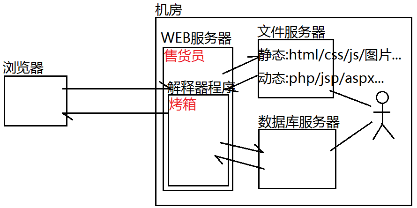 机房
WEB服务器
文件服务器
售货员
静态:html/css/js/图片...
浏览器
解释器程序
动态:php/jsp/aspx...
烤箱
数据库服务器